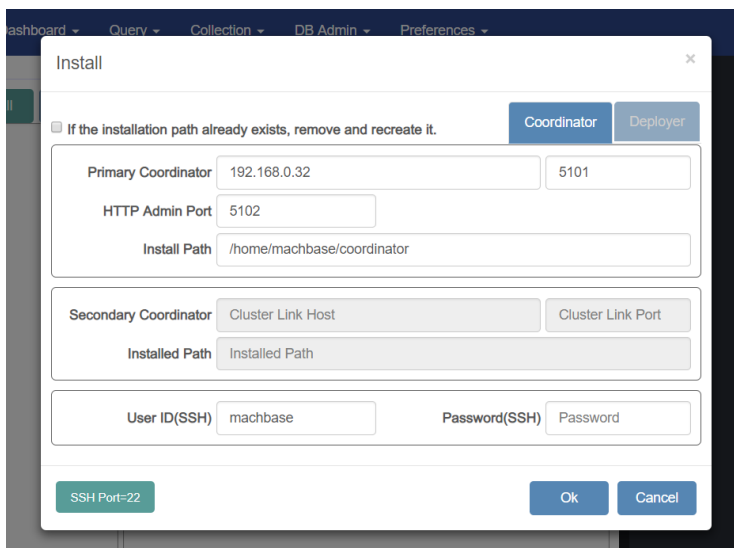 Dashboard Query Collection DB Admin Preferences
Install ×
ll
If the installation path already exists, remove and recreate it. Coordinator Deployer
Primary Coordinator 192.168.0.32 5101
HTTP Admin Port 5102
Install Path /home/machbase/coordinator
Secondary Coordinator Cluster Link Host Cluster Link Port
Installed Path Installed Path
User ID(SSH) machbase Password(SSH) Password
SSH Port=22 Ok Cancel